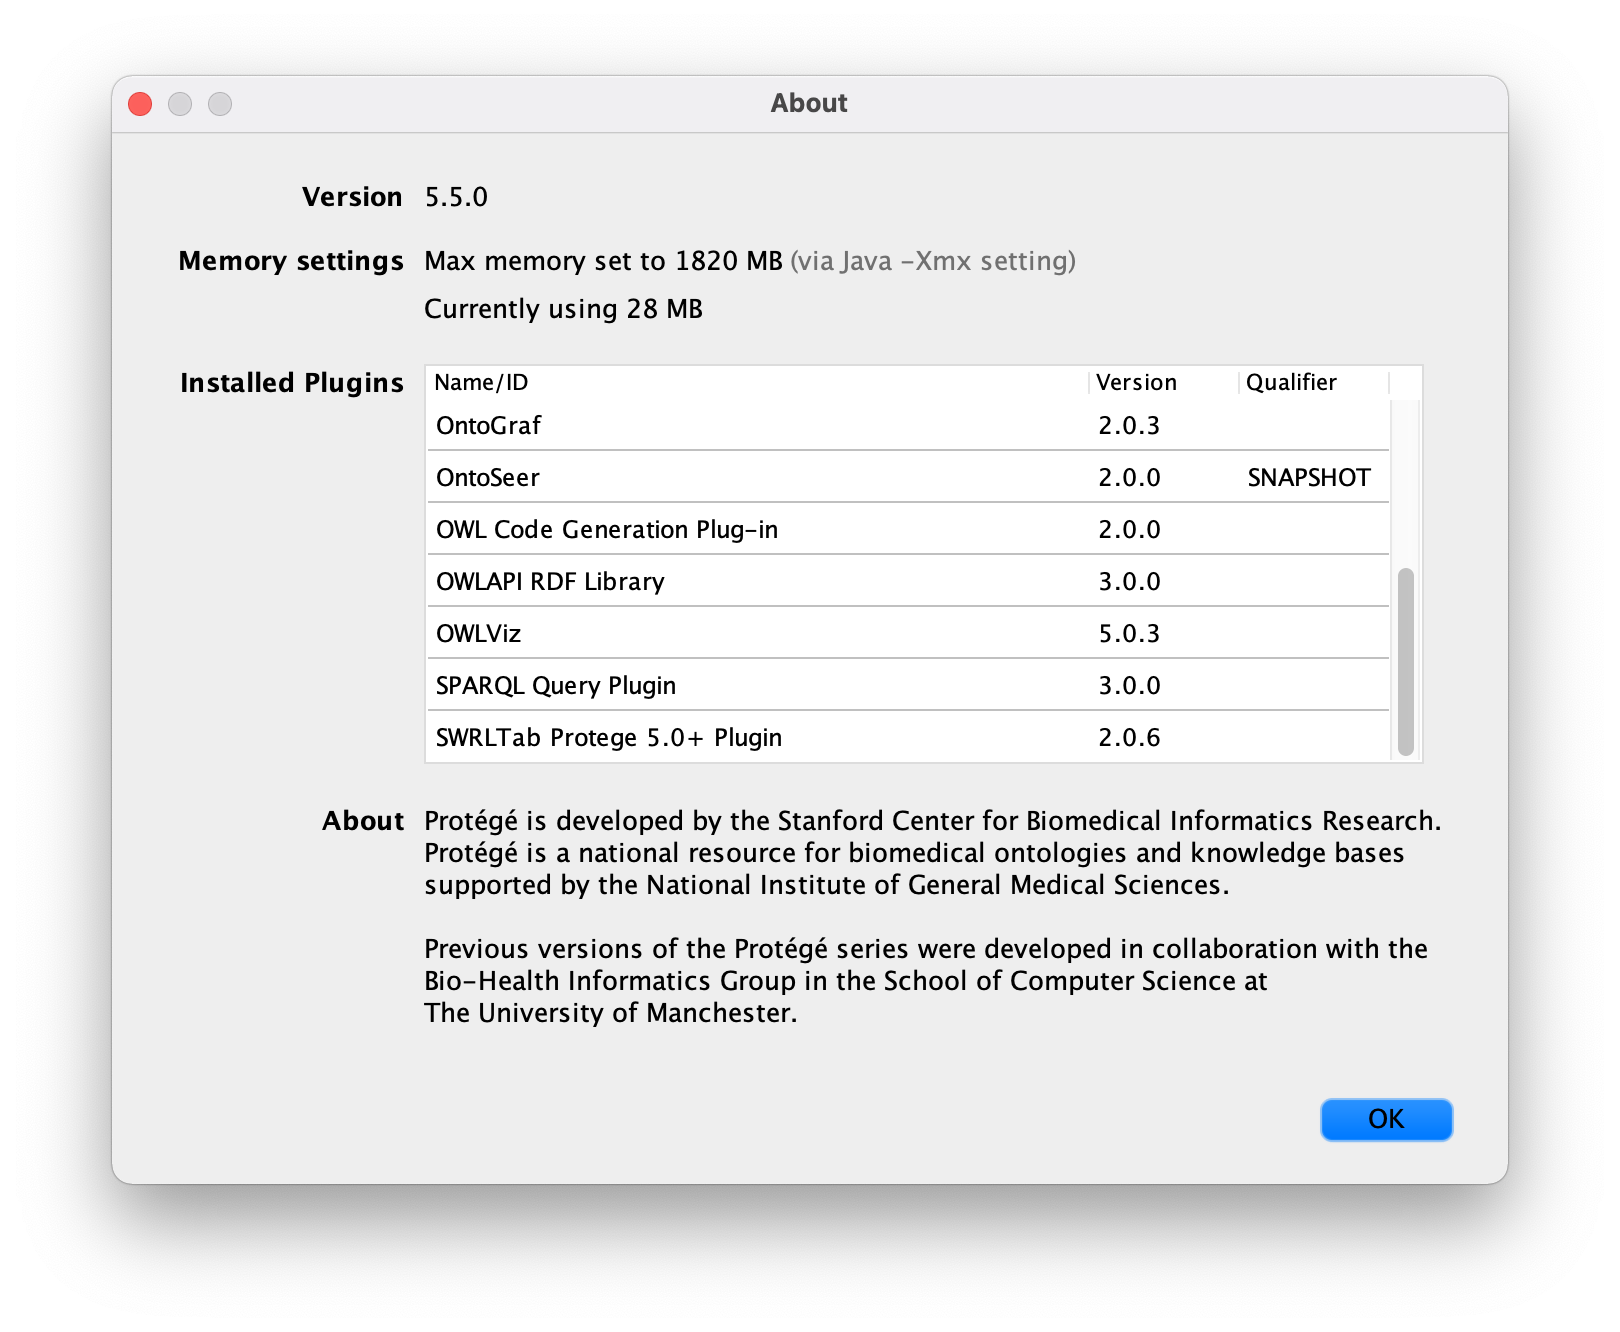 About
Version 5.5.0
Memory settings Max memory set to 1820 MB (via Java -Xmx setting)
Currently using 28 MB
Installed Plugins Name/ID Version Qualifier
OntoGraf 2.0.3
OntoSeer 2.0.0 SNAPSHOT
OWL Code Generation Plug-in 2.0.0
OWLAPI RDF Library 3.0.0
OWLViz 5.0.3
SPARQL Query Plugin 3.0.0
SWRLTab Protege 5.0+ Plugin 2.0.6
About Protégé is developed by the Stanford Center for Biomedical Informatics Research.
Protégé is a national resource for biomedical ontologies and knowledge bases
supported by the National Institute of General Medical Sciences.
Previous versions of the Protégé series were developed in collaboration with the
Bio-Health Informatics Group in the School of Computer Science at
The University of Manchester.
OK